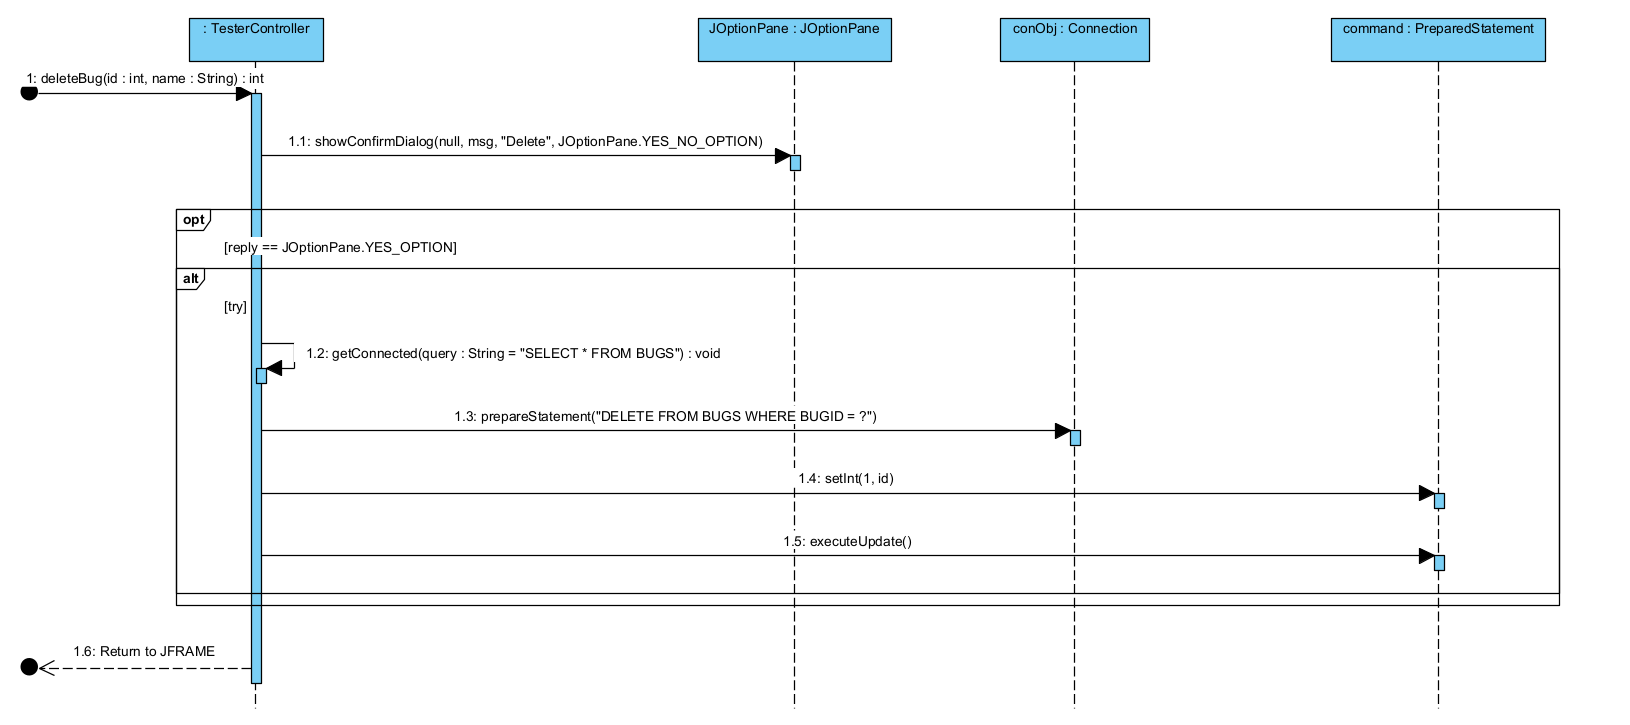 : TesterController
JOptionPane : JOptionPane
conObj : Connection
command : PreparedStatement
1: deleteBug(id : int, name : String) : int
1.1: showConfirmDialog(null, msg, "Delete", JOptionPane.YES_NO_OPTION)
opt
[reply == JOptionPane.YES_OPTION]
alt
[try]
1.2: getConnected(query : String = "SELECT * FROM BUGS") : void
1.3: prepareStatement("DELETE FROM BUGS WHERE BUGID = ?")
1.4: setInt(1, id)
1.5: executeUpdate()
1.6: Return to JFRAME